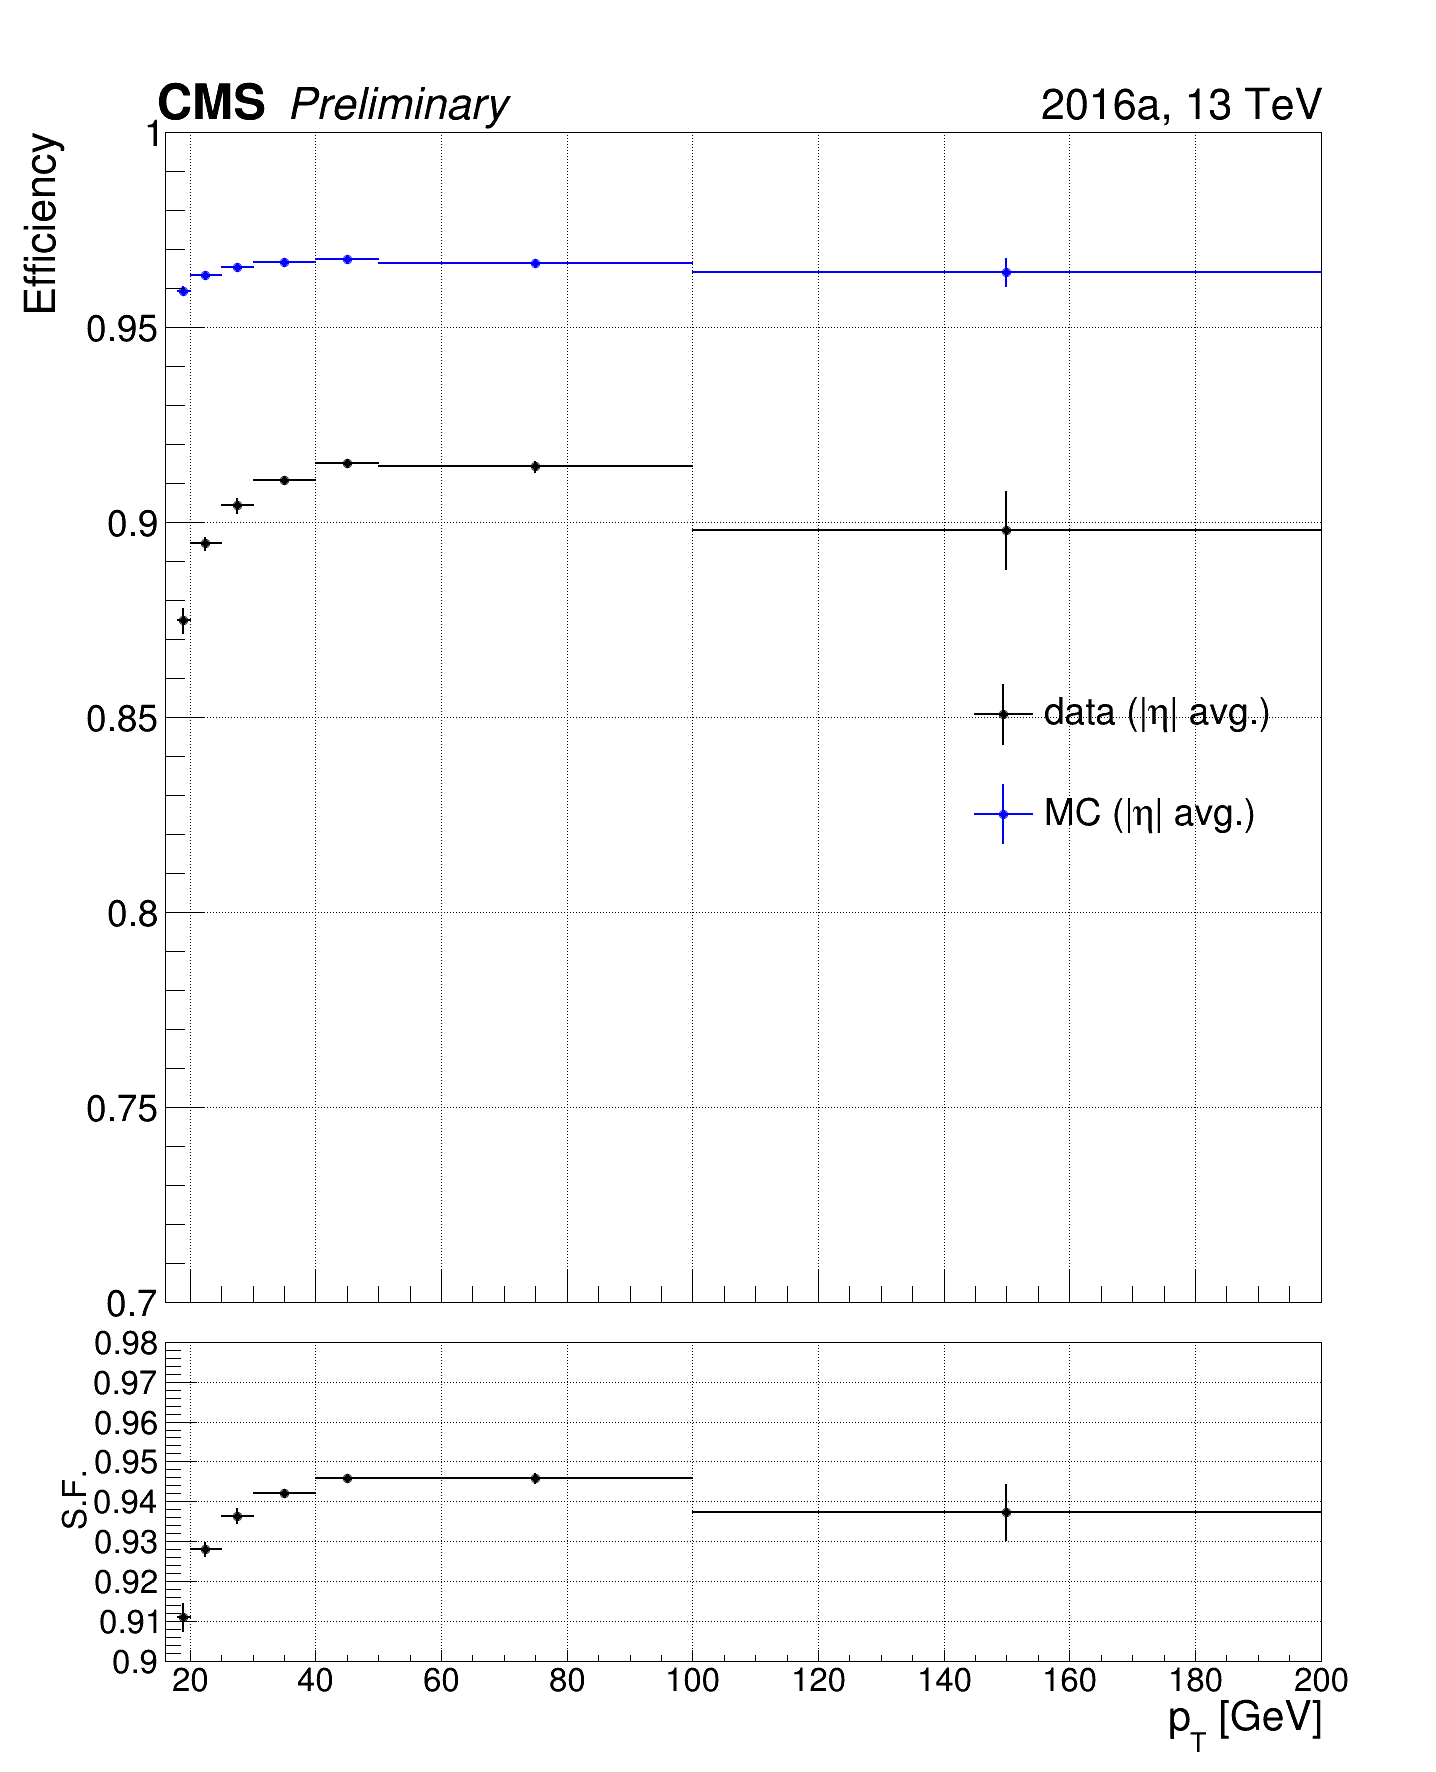 CMS Preliminary 2016a, 13 TeV
Efficiency
1
0.95
0.9
0.85
0.8
0.75
0.7
data (|η| avg.)
MC (|η| avg.)
S.F.
0.98
0.97
0.96
0.95
0.94
0.93
0.92
0.91
0.9
20 40 60 80 100 120 140 160 180 200
pT [GeV]